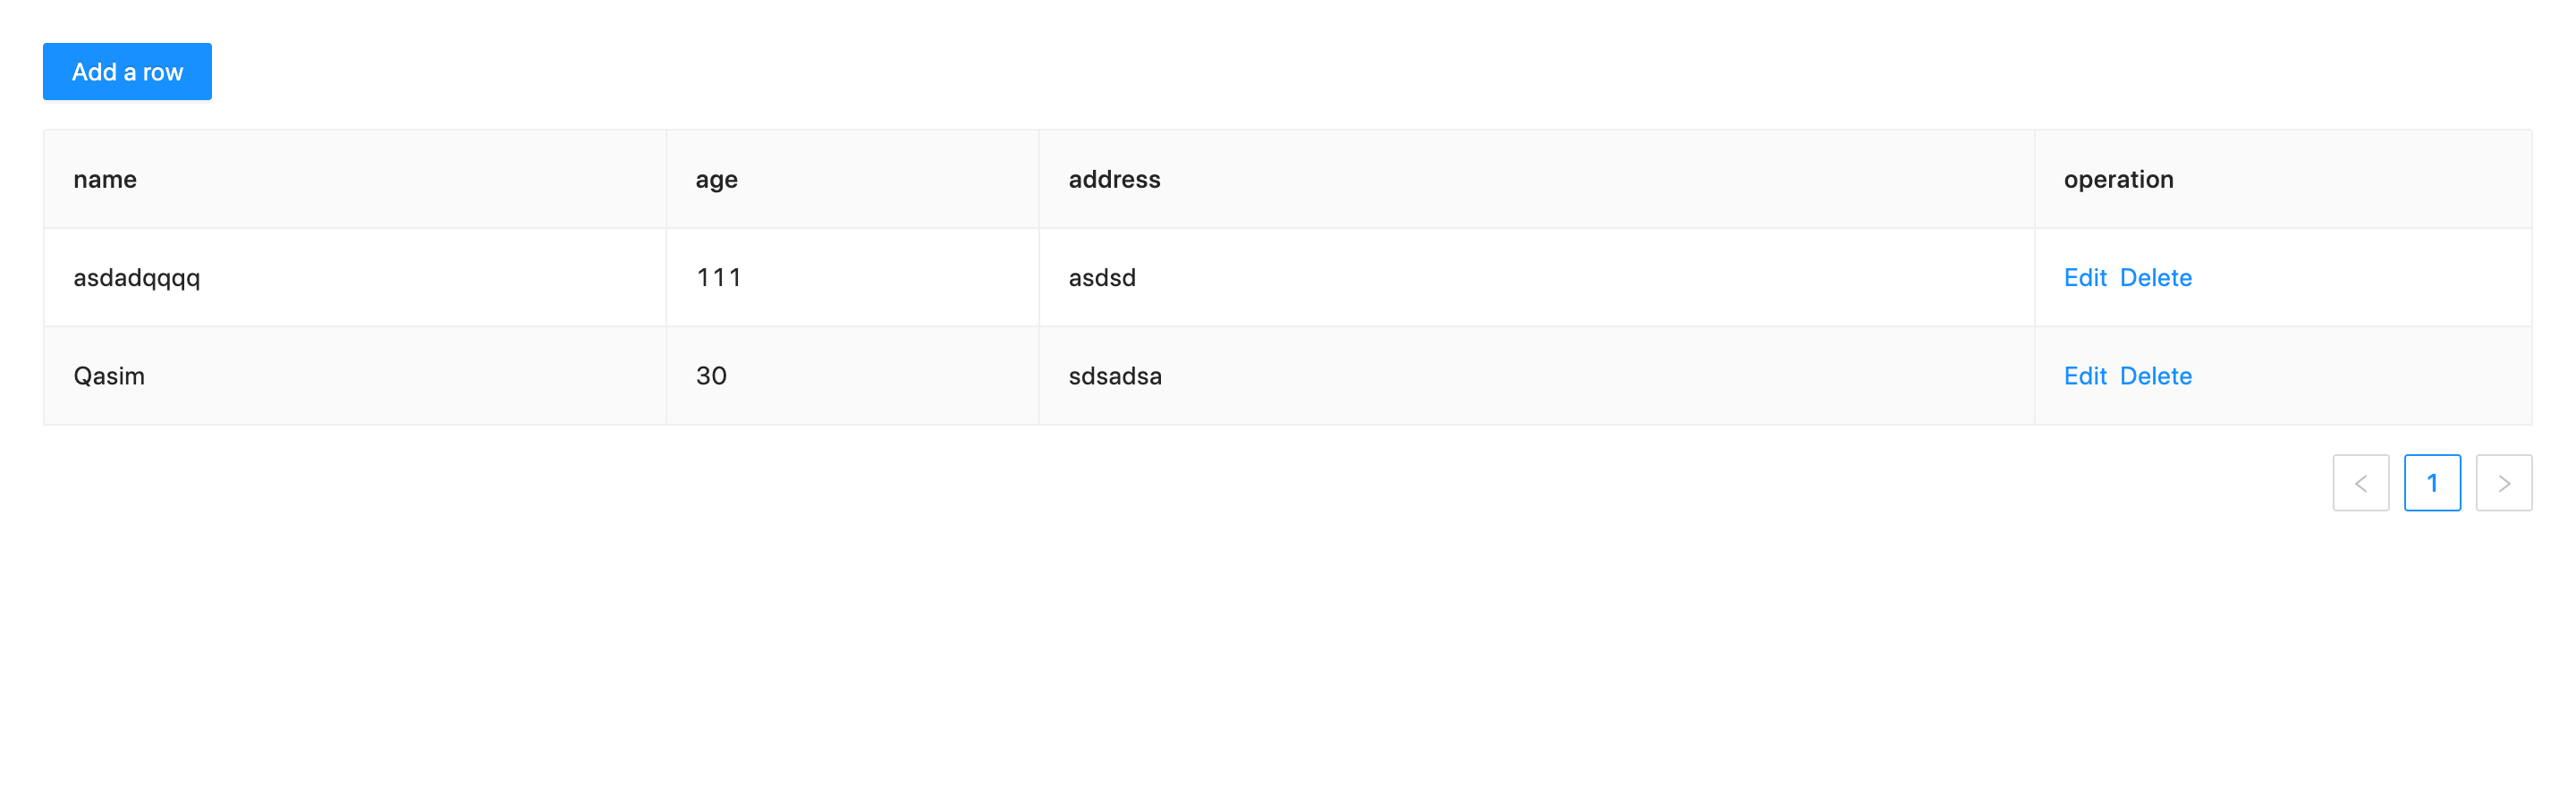 Add a row
name age address operation
asdadqqqq 111 asdsd Edit Delete
Qasim 30 sdsadsa Edit Delete
< 1 >